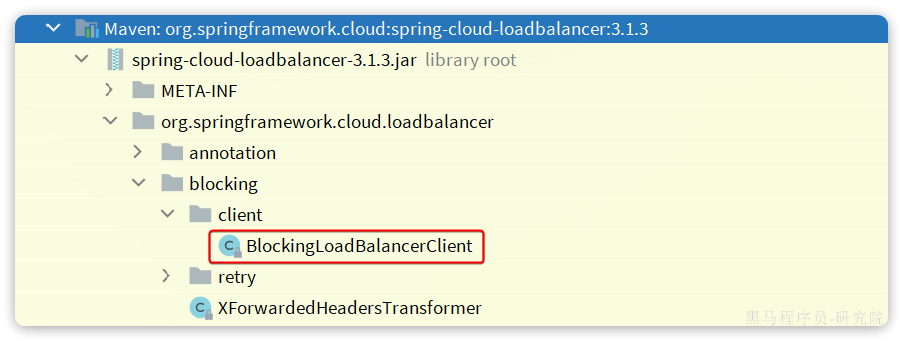 Maven: org.springframework.cloud:spring-cloud-loadbalancer:3.1.3
spring-cloud-loadbalancer-3.1.3.jar library root
META-INF
org.springframework.cloud.loadbalancer
annotation
blocking
client
BlockingLoadBalancerClient
retry
XForwardedHeadersTransformer
黑马程序员-研究院